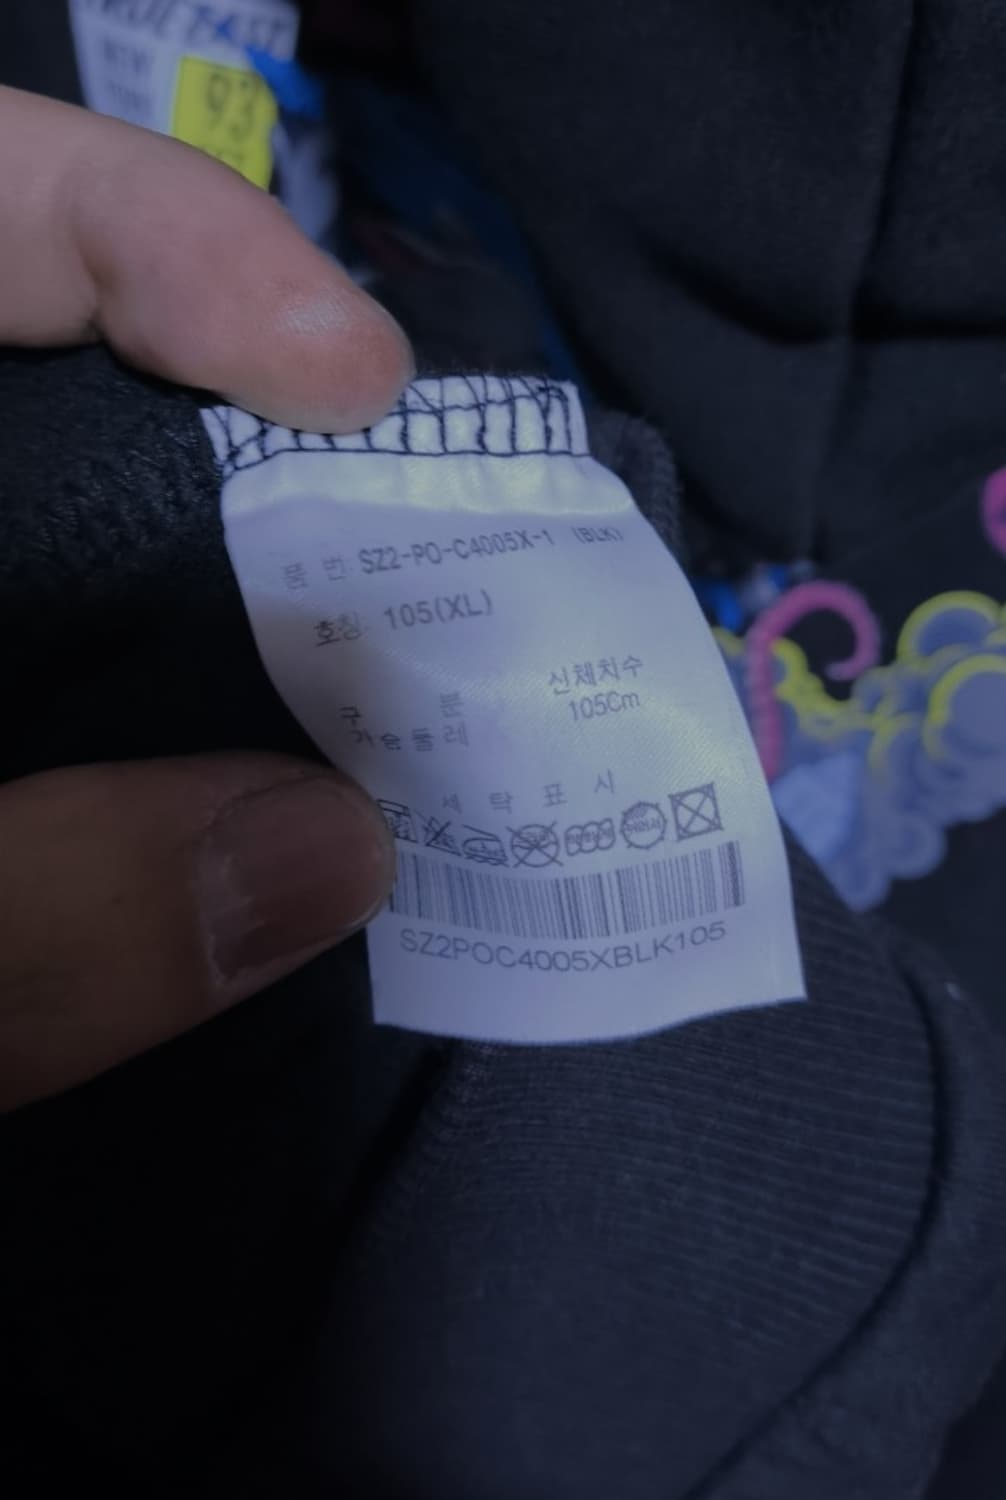 93
품 번 SZ2-PO-C4005X-1 (BLK)
호칭 105(XL)
구 분 신체치수
가슴둘레 105Cm
세 탁 표 시
SZ2POC4005XBLK105